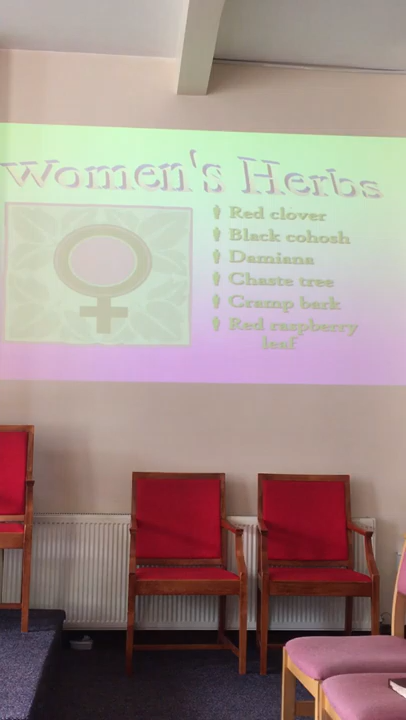 Women's Herbs
Red clover
Black cohosh
Damiana
Chaste tree
Cramp bark
Red raspberry
leaf